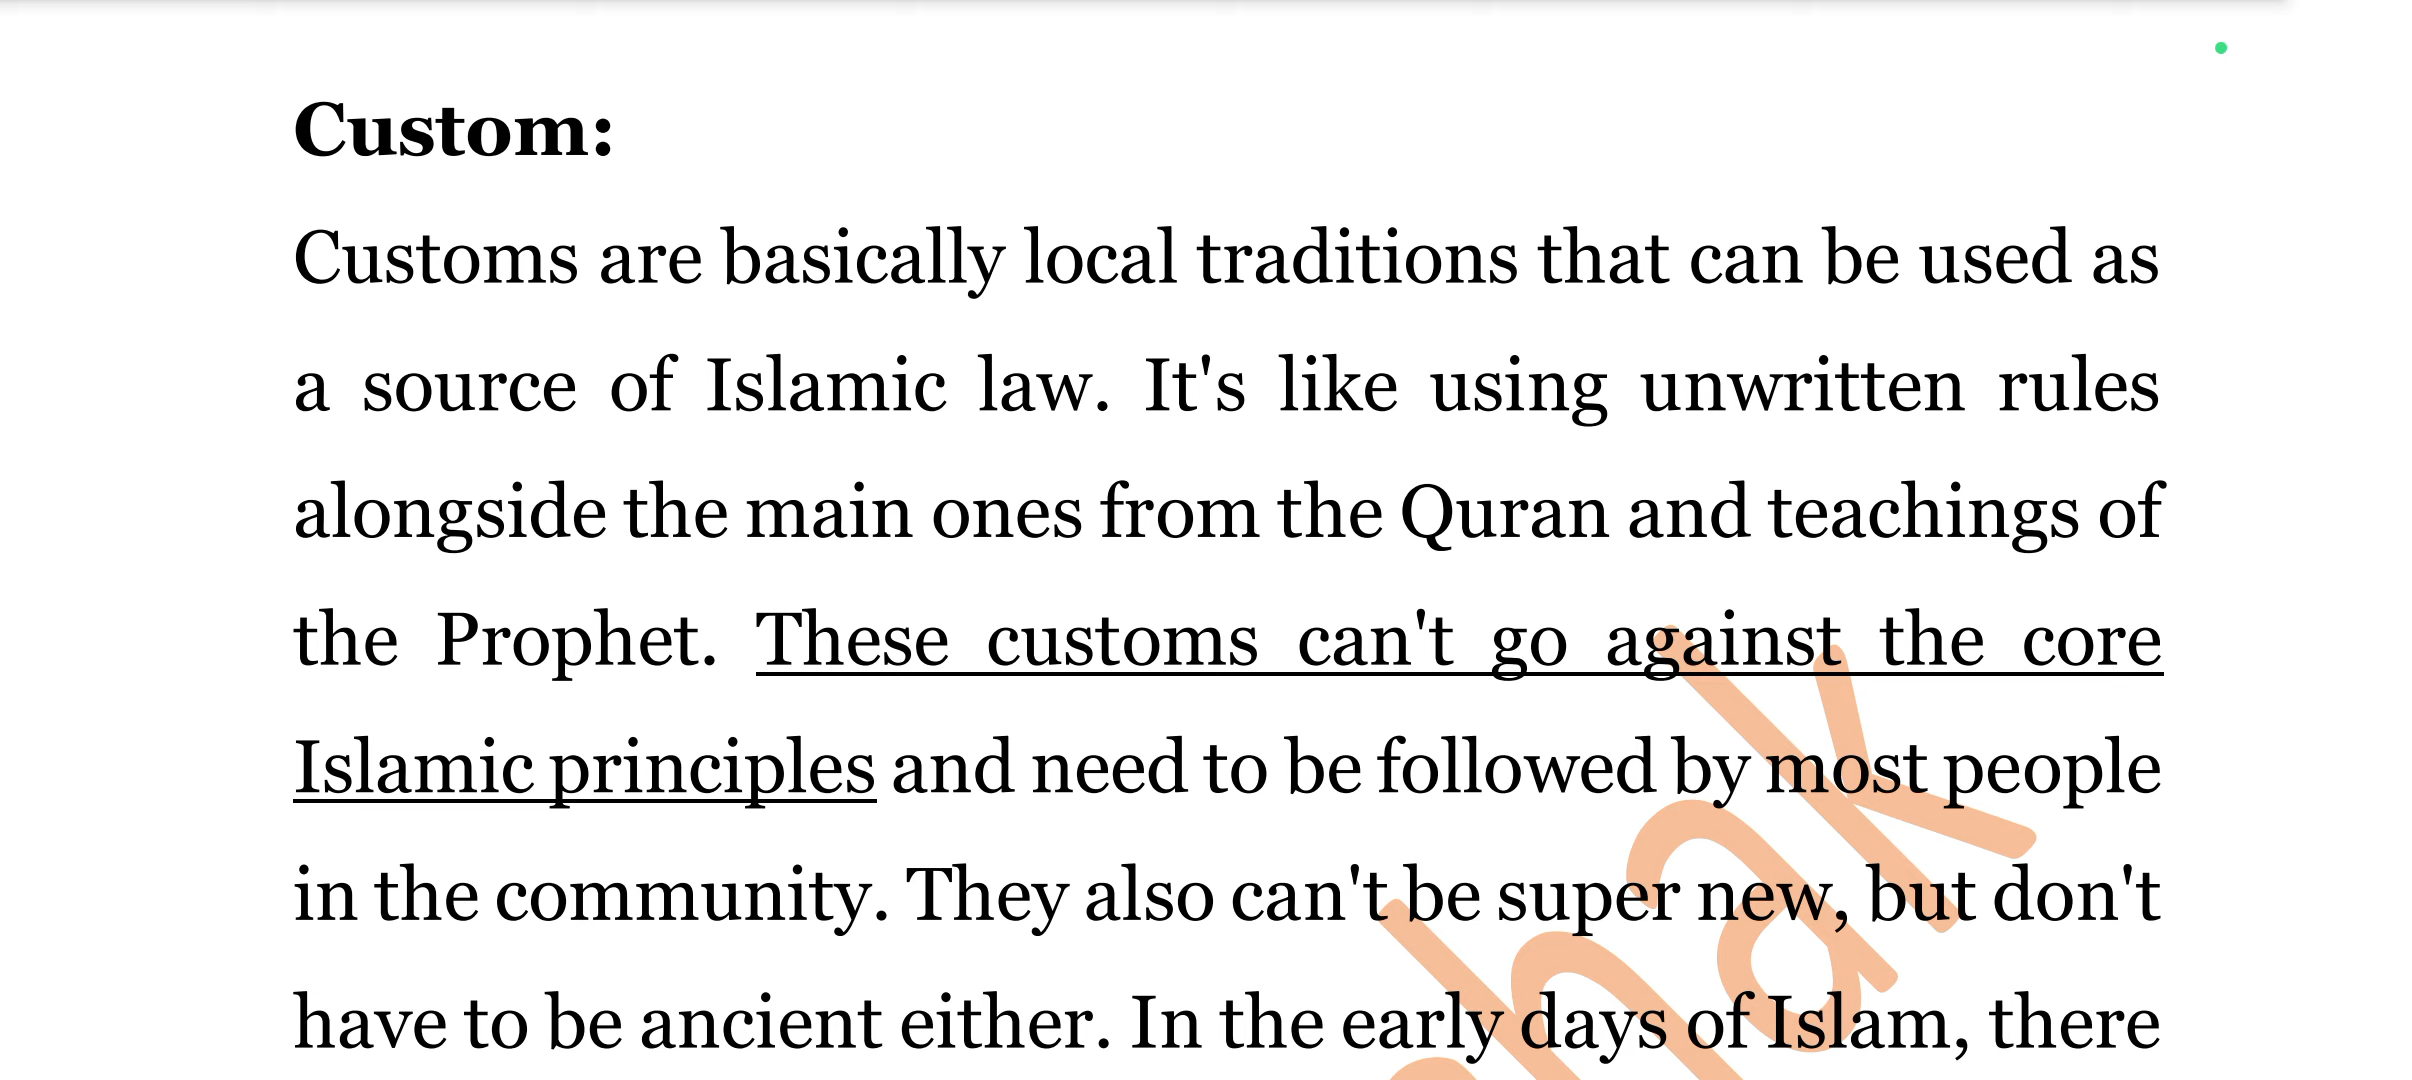 Custom:
Customs are basically local traditions that can be used as
a source of Islamic law. It's like using unwritten rules
alongside the main ones from the Quran and teachings of
the Prophet. These customs can't go against the core
Islamic principles and need to be followed by most people
in the community. They also can't be super new, but don't
have to be ancient either. In the early days of Islam, there